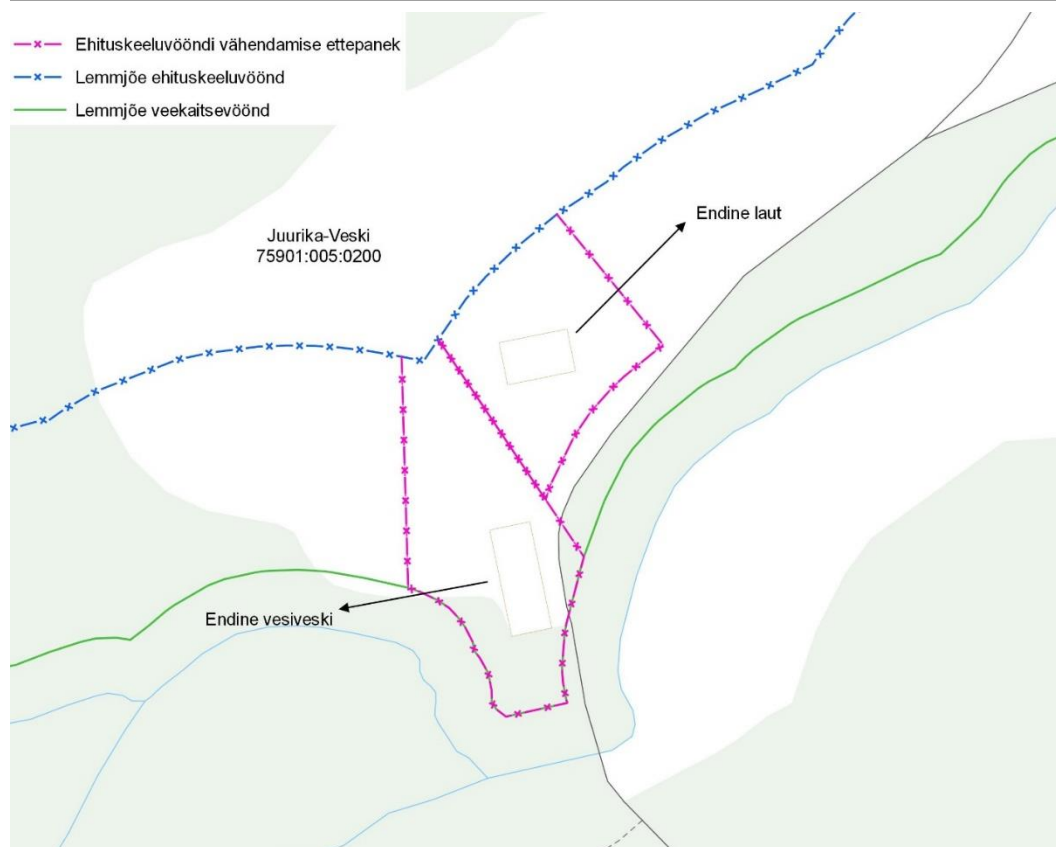 Ehituskeeluvööndi vähendamise ettepanek
Lemmjõe ehituskeeluvöönd
Lemmjõe veekaitsevöönd
Juurika-Veski
75901:005:0200
Endine laut
Endine vesiveski